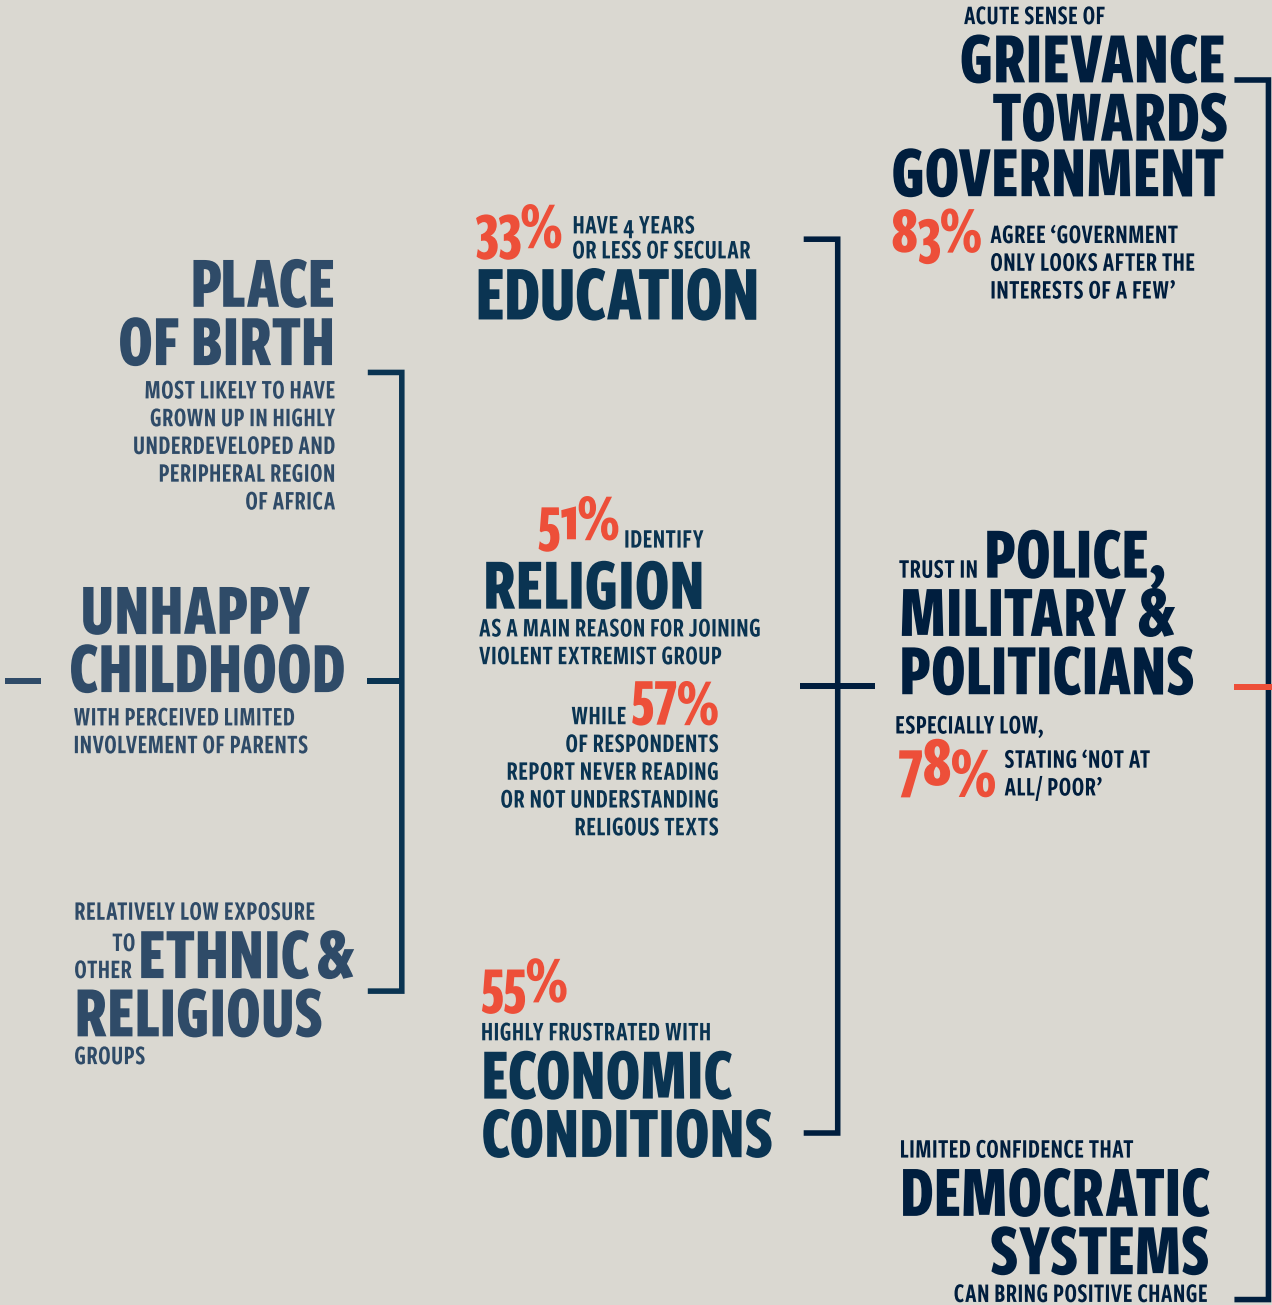 PLACE
OF BIRTH
MOST LIKELY TO HAVE
GROWN UP IN HIGHLY
UNDERDEVELOPED AND
PERIPHERAL REGION
OF AFRICA
UNHAPPY
CHILDHOOD
WITH PERCEIVED LIMITED
INVOLVEMENT OF PARENTS
RELATIVELY LOW EXPOSURE
TO
OTHER ETHNIC &
RELIGIOUS
GROUPS
33% HAVE 4 YEARS
OR LESS OF SECULAR
EDUCATION
51% IDENTIFY
RELIGION
AS A MAIN REASON FOR JOINING
VIOLENT EXTREMIST GROUP
WHILE 57%
OF RESPONDENTS
REPORT NEVER READING
OR NOT UNDERSTANDING
RELIGOUS TEXTS
55%
HIGHLY FRUSTRATED WITH
ECONOMIC
CONDITIONS
ACUTE SENSE OF
GRIEVANCE
TOWARDS
GOVERNMENT
83% AGREE ‘GOVERNMENT
ONLY LOOKS AFTER THE
INTERESTS OF A FEW’
TRUST IN POLICE,
MILITARY &
POLITICIANS
ESPECIALLY LOW,
78% STATING ‘NOT AT
ALL/ POOR’
LIMITED CONFIDENCE THAT
DEMOCRATIC
SYSTEMS
CAN BRING POSITIVE CHANGE